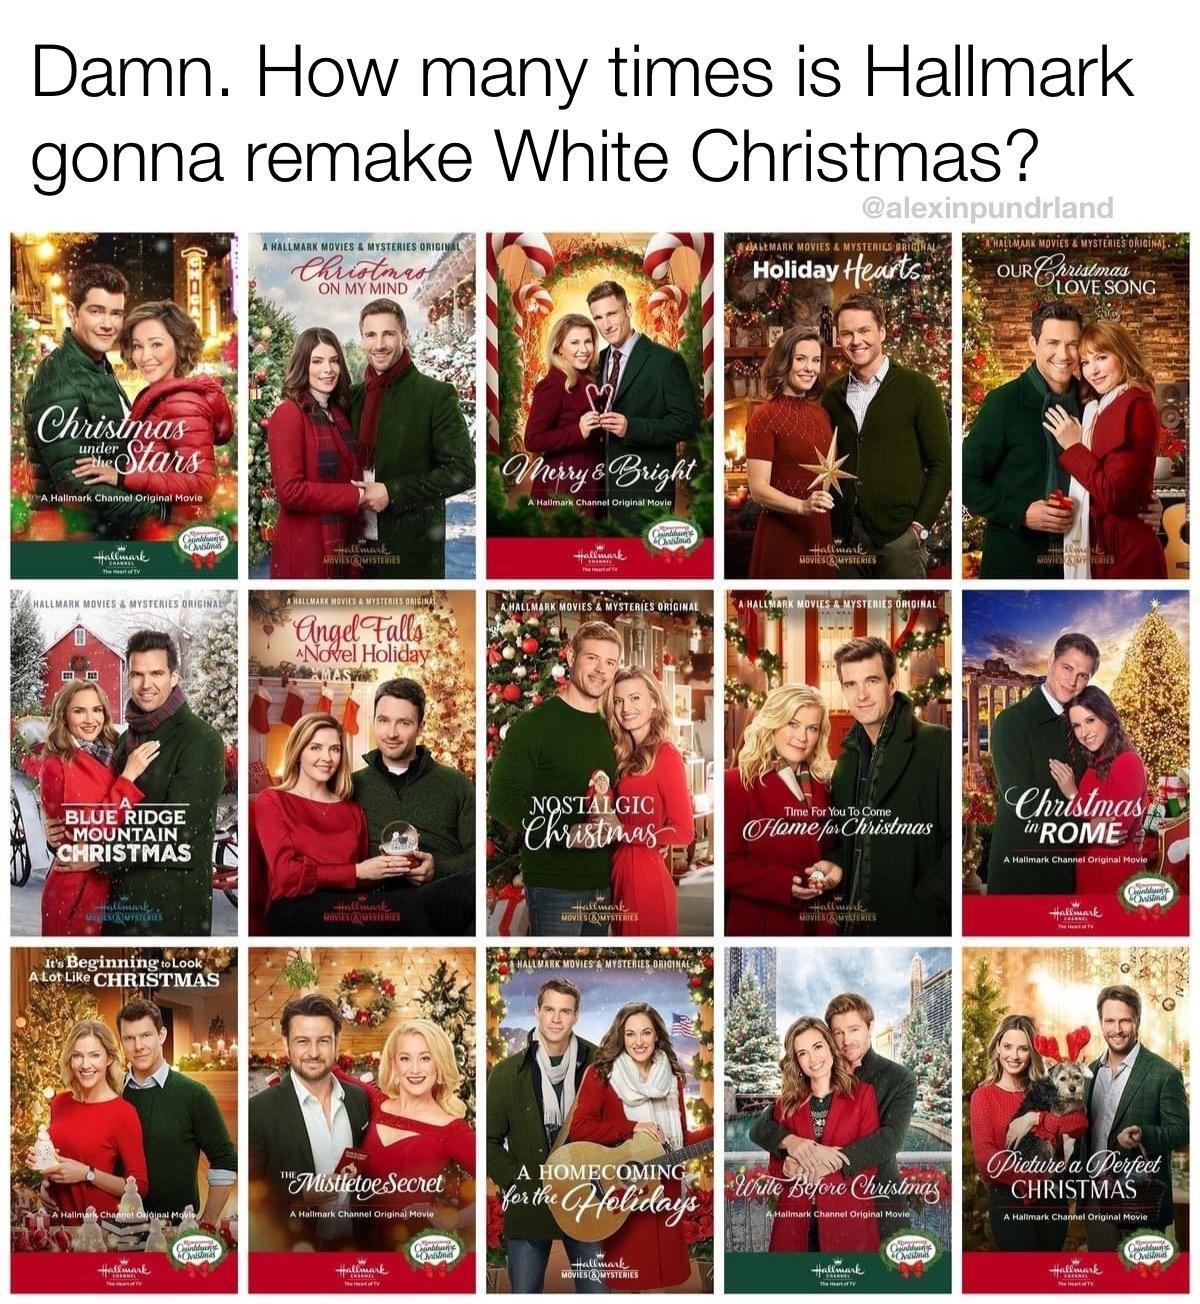 Damn. How many times is Hallmark
gonna remake White Christmas?
@alexinpundrland
Christmas
under
the Stars
A Hallmark Channel Original Movie
Countdown
to Christmas
Hallmark
CHANNEL
The Heart of TV
A HALLMARK MOVIES & MYSTERIES ORIGINAL
Christmas
ON MY MIND
Hallmark
MOVIES & MYSTERIES
Merry & Bright
A Hallmark Channel Original Movie
Countdown
to Christmas
Hallmark
CHANNEL
The Heart of TV
A HALLMARK MOVIES & MYSTERIES ORIGINAL
Holiday Hearts
Hallmark
MOVIES & MYSTERIES
A HALLMARK MOVIES & MYSTERIES ORIGINAL
OUR Christmas
LOVE SONG
Hallmark
MOVIES & MYSTERIES
HALLMARK MOVIES & MYSTERIES ORIGINAL
A
BLUE RIDGE
MOUNTAIN
CHRISTMAS
Hallmark
MOVIES & MYSTERIES
A HALLMARK MOVIES & MYSTERIES ORIGINAL
Angel Falls
A Novel Holiday
Hallmark
MOVIES & MYSTERIES
A HALLMARK MOVIES & MYSTERIES ORIGINAL
NOSTALGIC
Christmas
Hallmark
MOVIES & MYSTERIES
A HALLMARK MOVIES & MYSTERIES ORIGINAL
Time For You To Come
Home for Christmas
Hallmark
MOVIES & MYSTERIES
Christmas
in ROME
A Hallmark Channel Original Movie
Countdown
to Christmas
Hallmark
CHANNEL
The Heart of TV
It's Beginning to Look
A Lot Like CHRISTMAS
A Hallmark Channel Original Movie
Countdown
to Christmas
Hallmark
CHANNEL
The Heart of TV
THE Mistletoe Secret
A Hallmark Channel Original Movie
Countdown
to Christmas
Hallmark
CHANNEL
The Heart of TV
A HALLMARK MOVIES & MYSTERIES ORIGINAL
A HOMECOMING
for the Holidays
Hallmark
MOVIES & MYSTERIES
Write Before Christmas
A Hallmark Channel Original Movie
Countdown
to Christmas
Hallmark
CHANNEL
The Heart of TV
Picture a Perfect
CHRISTMAS
A Hallmark Channel Original Movie
Countdown
to Christmas
Hallmark
CHANNEL
The Heart of TV